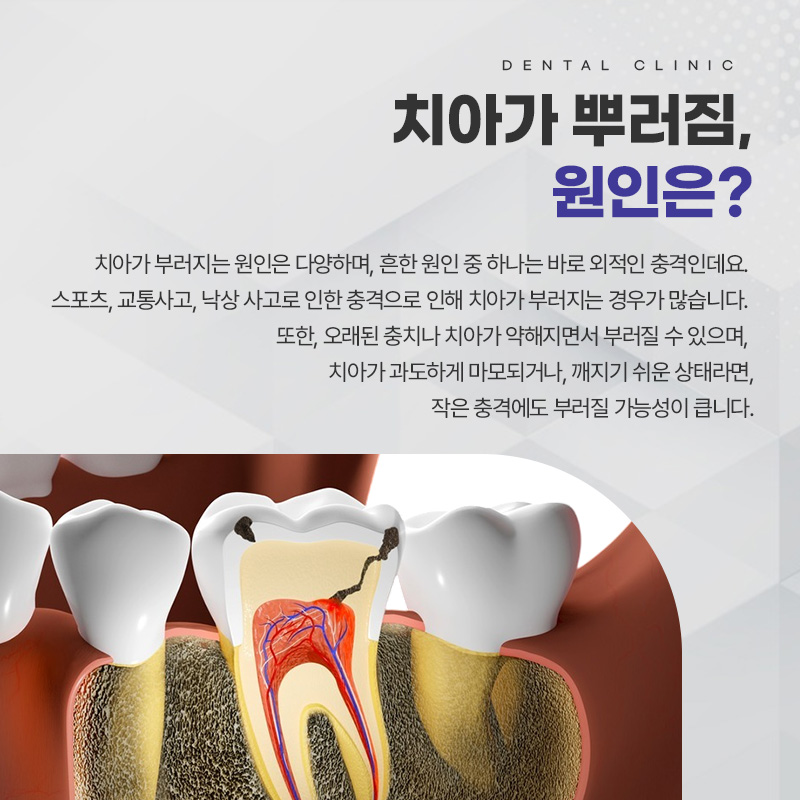 DENTAL CLINIC
치아가 뿌러짐,
원인은?
치아가 부러지는 원인은 다양하며, 흔한 원인 중 하나는 바로 외적인 충격인데요.
스포츠, 교통사고, 낙상 사고로 인한 충격으로 인해 치아가 부러지는 경우가 많습니다.
또한, 오래된 충치나 치아가 약해지면서 부러질 수 있으며,
치아가 과도하게 마모되거나, 깨지기 쉬운 상태라면,
작은 충격에도 부러질 가능성이 큽니다.